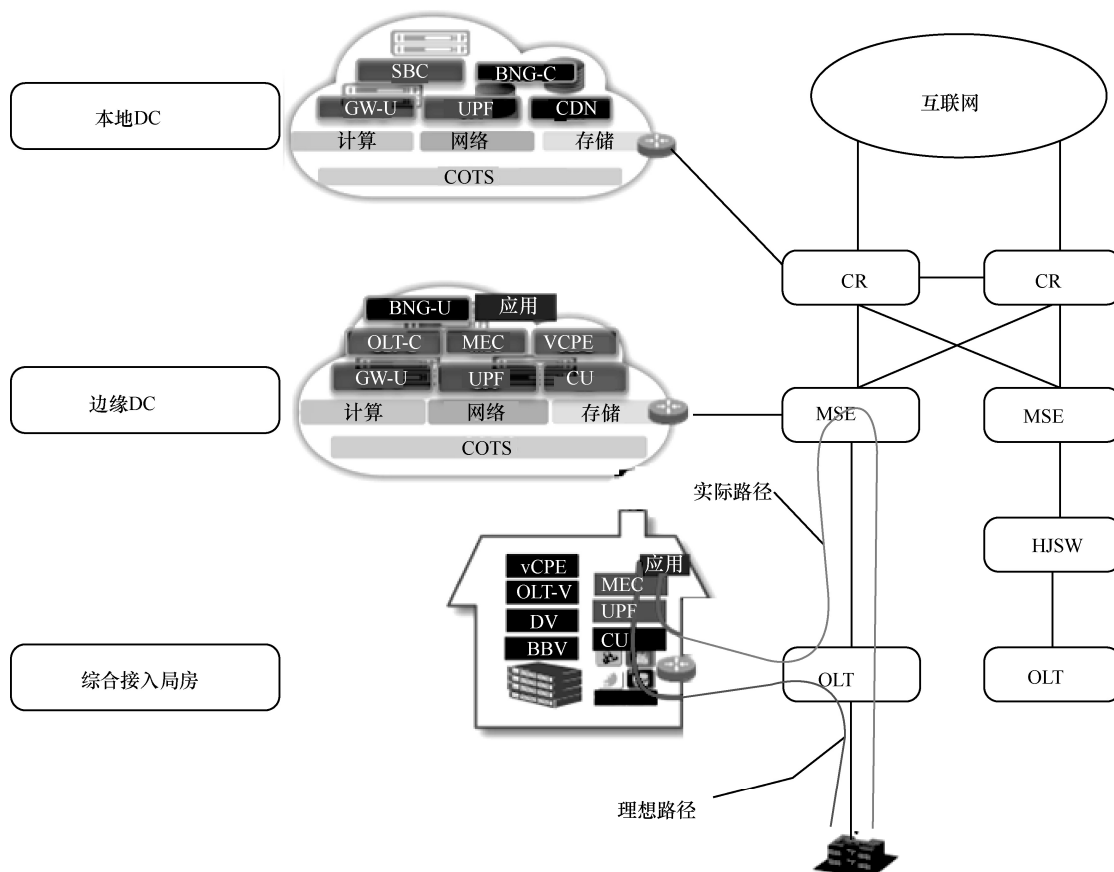 本地DC
SBC
BNG-C
GW-U
UPF
CDN
计算
网络
存储
COTS
互联网
CR
CR
边缘DC
BNG-U
应用
OLT-C
MEC
VCPE
GW-U
UPF
CU
计算
网络
存储
COTS
MSE
MSE
实际路径
HJSW
综合接入局房
vCPE
OLT-V
DV
BBV
应用
MEC
UPF
CU
OLT
OLT
理想路径